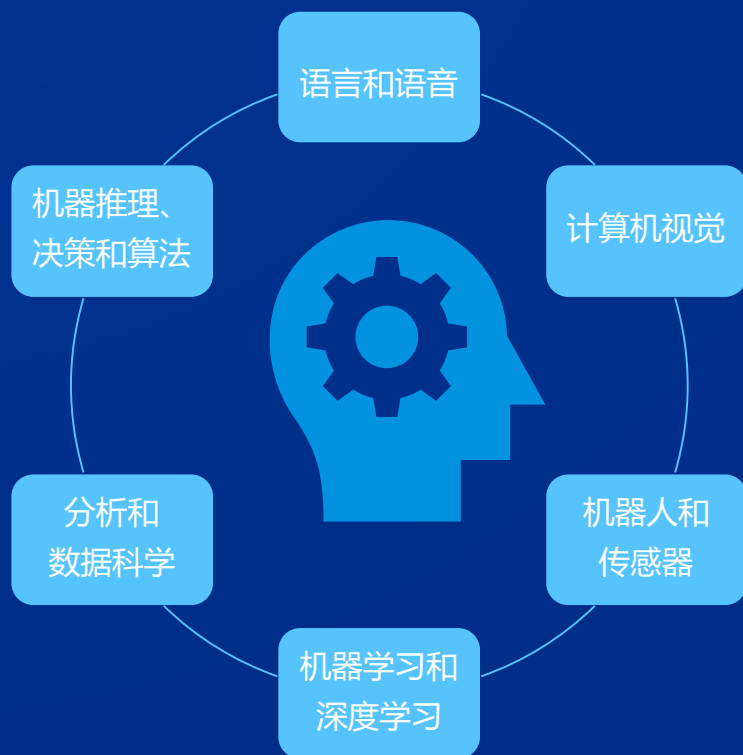 语言和语音
计算机视觉
机器人和
传感器
机器学习和
深度学习
分析和
数据科学
机器推理、
决策和算法